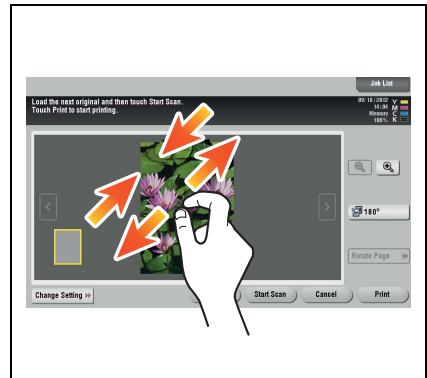 Job List
Load the next original and then touch Start Scan.
Touch Print to start printing.
09/18/2012
14:04
Memory
100%
Y
M
C
K
180°
Rotate Page
Change Setting
Start Scan
Cancel
Print